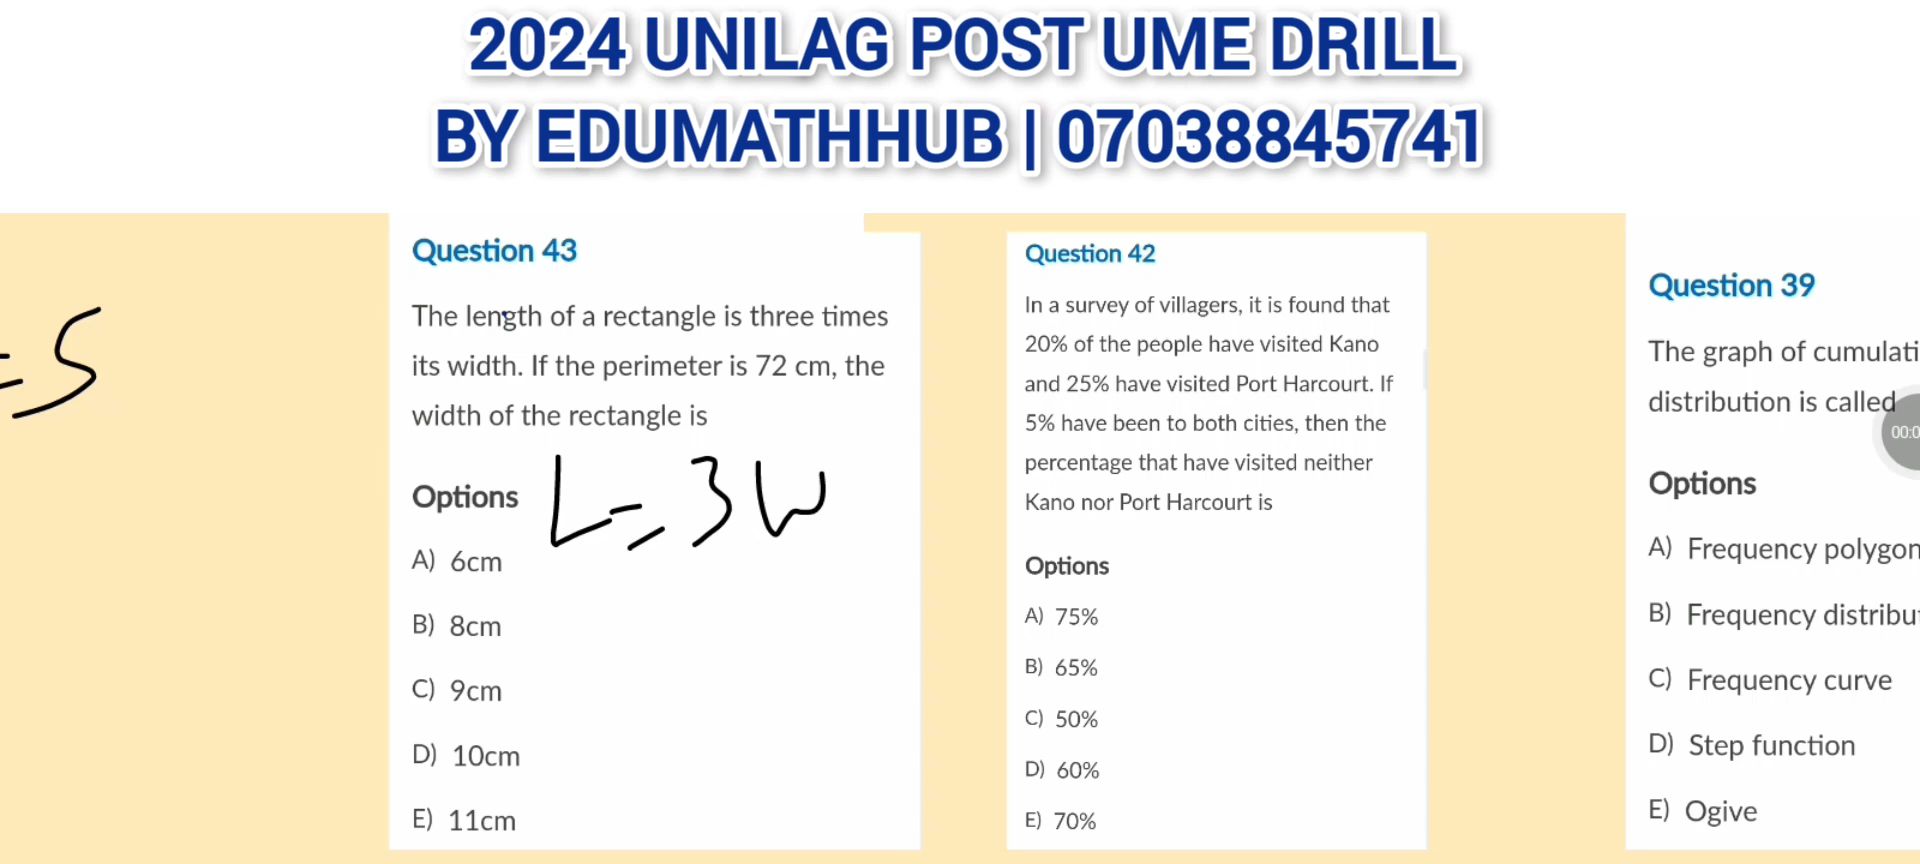 2024 UNILAG POST UME DRILL
BY EDUMATHHUB | 07038845741
= 5
Question 43
The length of a rectangle is three times
its width. If the perimeter is 72 cm, the
width of the rectangle is
Options
L = 3W
A) 6cm
B) 8cm
C) 9cm
D) 10cm
E) 11cm
Question 42
In a survey of villagers, it is found that
20% of the people have visited Kano
and 25% have visited Port Harcourt. If
5% have been to both cities, then the
percentage that have visited neither
Kano nor Port Harcourt is
Options
A) 75%
B) 65%
C) 50%
D) 60%
E) 70%
Question 39
The graph of cumulati
distribution is called
00:0
Options
A) Frequency polygon
B) Frequency distribu
C) Frequency curve
D) Step function
E) Ogive